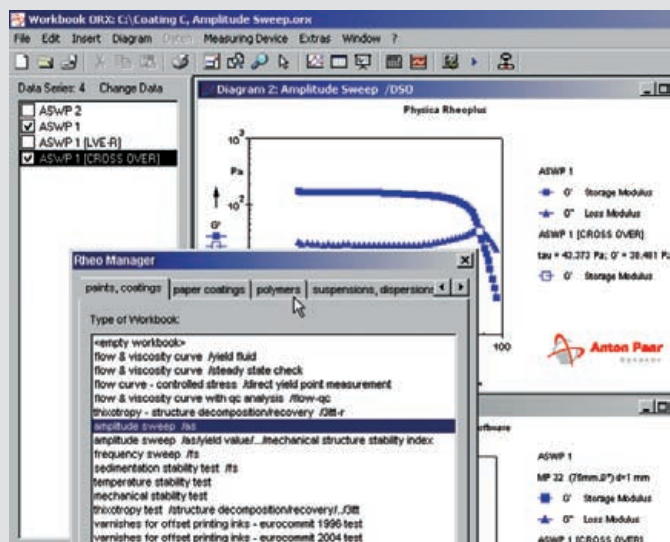 Workbook ORX: C:\Coating C, Amplitude Sweep.orx
File Edit Insert Diagram Daten Measuring Device Extras Window ?
Data Series: 4 Change Data
ASWP 2
ASWP 1
ASWP 1 [LVE-R]
ASWP 1 [CROSS OVER]
Diagram 2: Amplitude Sweep /DSO
Physica Rheoplus
10³
Pa
10²
G'
100
ASWP 1
G' Storage Modulus
G'' Loss Modulus
ASWP 1 [CROSS OVER]
tau = 43.373 Pa; G' = 38.481 Pa
G' Storage Modulus
Anton Paar
Rheo Manager
paints, coatings paper coatings polymers suspensions, dispersions
Type of Workbook:
<empty workbook>
flow & viscosity curve /yield fluid
flow & viscosity curve /steady state check
flow curve - controlled stress /direct yield point measurement
flow & viscosity curve with qc analysis /flow-qc
thixotropy - structure decomposition/recovery /3itt-r
amplitude sweep /as
amplitude sweep /as/yield value/.../mechanical structure stability index
frequency sweep /fs
sedimentation stability test /fs
temperature stability test
mechanical stability test
thixotropy test /structure decomposition/recovery/../3itt
varnishes for offset printing inks - eurocommit 1996 test
varnishes for offset printing inks - eurocommit 2004 test
ASWP 1
MP 32 (75mm,0°) d=1 mm
G' Storage Modulus
G'' Loss Modulus
ASWP 1 [CROSS OVER]